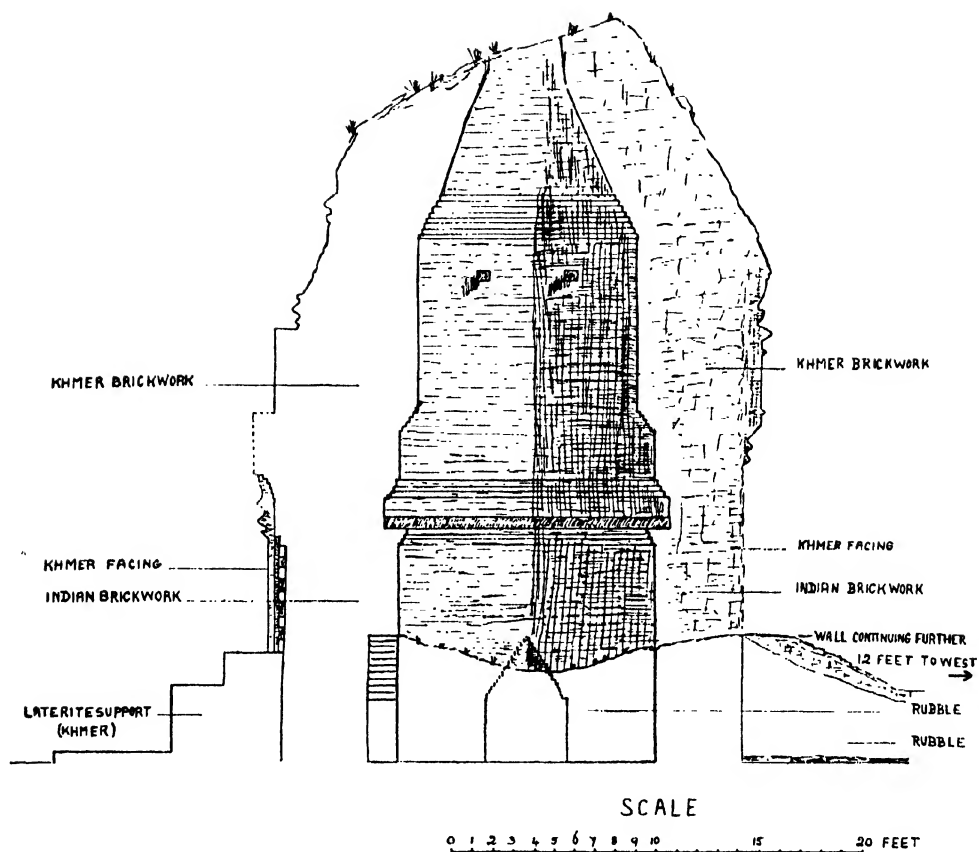 KHMER BRICKWORK
KHMER BRICKWORK
KHMER FACING
KHMER FACING
INDIAN BRICKWORK
INDIAN BRICKWORK
WALL CONTINUING FURTHER
12 FEET TO WEST
LATERITE SUPPORT
(KHMER)
RUBBLE
RUBBLE
SCALE
0 1 2 3 4 5 6 7 8 9 10 15 20 FEET